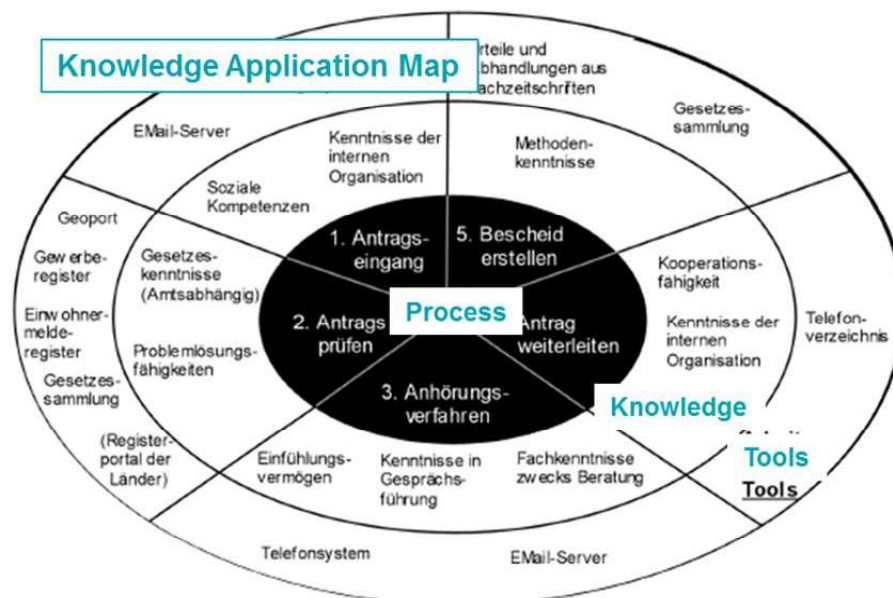 Knowledge Application Map
rteile und
bhandlungen aus
achzeitschriften
Gesetzes-
sammlung
EMail-Server
Kenntnisse der
internen
Organisation
Methoden-
kenntnisse
Soziale
Kompetenzen
Geoport
Gewerbe-
register
Einwohner-
melde-
register
Gesetzes-
sammlung
(Register-
portal der
Länder)
Gesetzes-
kenntnisse
(Amtsabhängig)
Problemlösungs-
fähigkeiten
1. Antrags-
eingang
5. Bescheid
erstellen
2. Antrags
prüfen
Process
Antrag
weiterleiten
3. Anhörungs-
verfahren
Kooperations-
fähigkeit
Kenntnisse der
internen
Organisation
Telefon-
verzeichnis
Knowledge
Tools
Tools
Einfühlungs-
vermögen
Kenntnisse in
Gesprächs-
führung
Fachkenntnisse
zwecks Beratung
Telefonsystem
EMail-Server